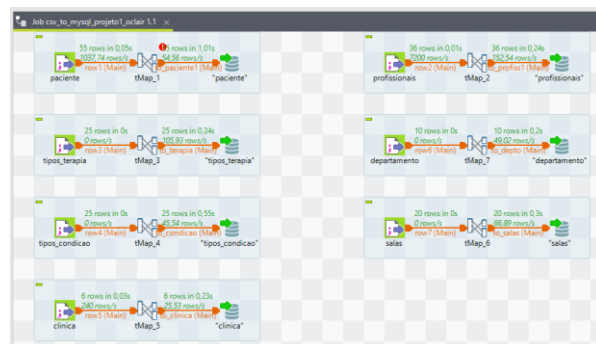 Job csv_to_mysql_projeto1_oclair 1.1
55 rows in 0,05s
1037,74 rows/s
row1 (Main)
rows in 1,01s
54,56 rows/s
to_paciente1 (Main)
paciente
tMap_1
"paciente"
36 rows in 0,01s
7200 rows/s
row2 (Main)
36 rows in 0,24s
152,54 rows/s
to_profiss1 (Main)
profissionais
tMap_2
"profissionais"
25 rows in 0s
0 rows/s
row3 (Main)
25 rows in 0,24s
105,93 rows/s
to_terapia (Main)
tipos_terapia
tMap_3
"tipos_terapia"
10 rows in 0s
0 rows/s
row6 (Main)
10 rows in 0,2s
49,02 rows/s
to_depto (Main)
departamento
tMap_7
"departamento"
25 rows in 0s
0 rows/s
row4 (Main)
25 rows in 0,55s
45,54 rows/s
to_condicao (Main)
tipos_condicao
tMap_4
"tipos_condicao"
20 rows in 0s
0 rows/s
row7 (Main)
20 rows in 0,3s
66,89 rows/s
to_salas (Main)
salas
tMap_6
"salas"
6 rows in 0,03s
240 rows/s
row5 (Main)
6 rows in 0,23s
25,53 rows/s
to_clinica (Main)
clinica
tMap_5
"clinica"